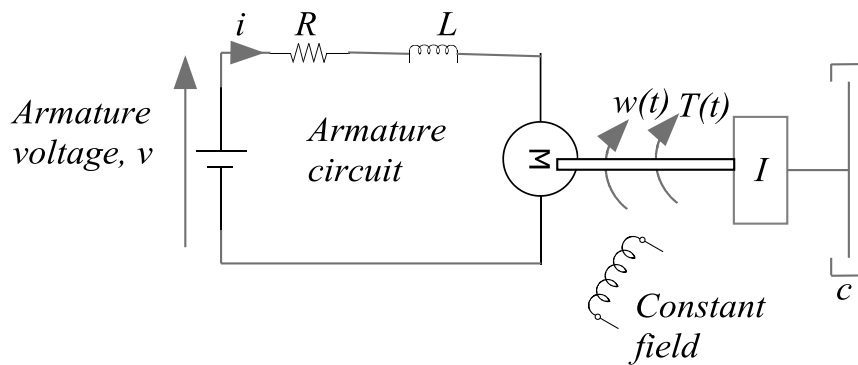 i
R
L
Armature
voltage, v
Armature
circuit
M
w(t)
T(t)
I
c
Constant
field